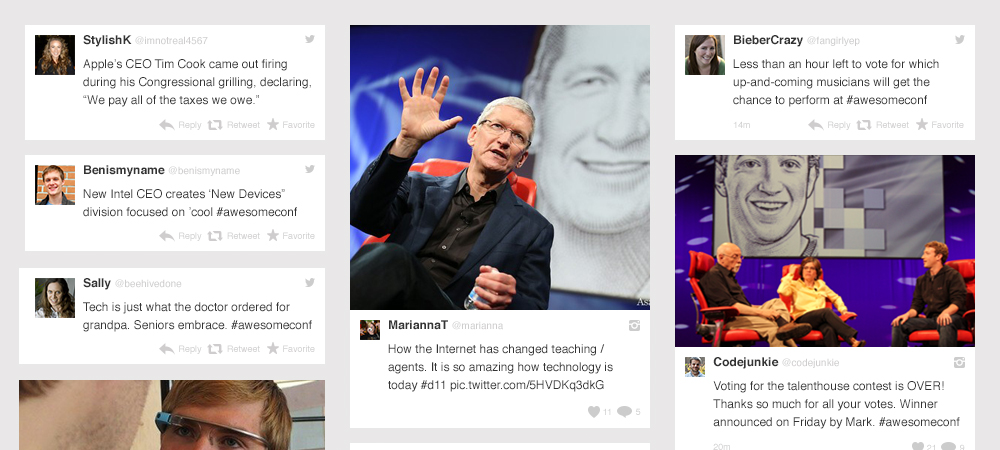 StylishK @imnotreal4567
Apple's CEO Tim Cook came out firing
during his Congressional grilling, declaring,
“We pay all of the taxes we owe.”
Reply Retweet Favorite
Benismyname @benismyname
New Intel CEO creates 'New Devices”
division focused on 'cool #awesomeconf
Reply Retweet Favorite
Sally @beehivedone
Tech is just what the doctor ordered for
grandpa. Seniors embrace. #awesomeconf
Reply Retweet Favorite
MariannaT @marianna
How the Internet has changed teaching /
agents. It is so amazing how technology is
today #d11 pic.twitter.com/5HVDKq3dkG
11 5
BieberCrazy @fangirlyep
Less than an hour left to vote for which
up-and-coming musicians will get the
chance to perform at #awesomeconf
14m Reply Retweet Favorite
Codejunkie @codejunkie
Voting for the talenthouse contest is OVER!
Thanks so much for all your votes. Winner
announced on Friday by Mark. #awesomeconf
20m 21 9